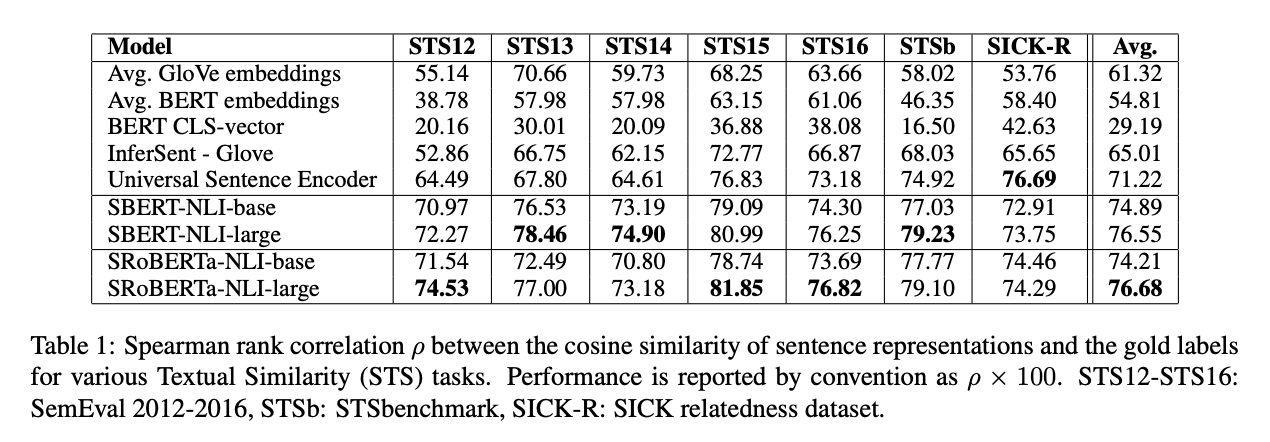 Model STS12 STS13 STS14 STS15 STS16 STSb SICK-R Avg.
Avg. GloVe embeddings 55.14 70.66 59.73 68.25 63.66 58.02 53.76 61.32
Avg. BERT embeddings 38.78 57.98 57.98 63.15 61.06 46.35 58.40 54.81
BERT CLS-vector 20.16 30.01 20.09 36.88 38.08 16.50 42.63 29.19
InferSent - Glove 52.86 66.75 62.15 72.77 66.87 68.03 65.65 65.01
Universal Sentence Encoder 64.49 67.80 64.61 76.83 73.18 74.92 76.69 71.22
SBERT-NLI-base 70.97 76.53 73.19 79.09 74.30 77.03 72.91 74.89
SBERT-NLI-large 72.27 78.46 74.90 80.99 76.25 79.23 73.75 76.55
SRoBERTa-NLI-base 71.54 72.49 70.80 78.74 73.69 77.77 74.46 74.21
SRoBERTa-NLI-large 74.53 77.00 73.18 81.85 76.82 79.10 74.29 76.68
Table 1: Spearman rank correlation ρ between the cosine similarity of sentence representations and the gold labels
for various Textual Similarity (STS) tasks. Performance is reported by convention as ρ × 100. STS12-STS16:
SemEval 2012-2016, STSb: STSbenchmark, SICK-R: SICK relatedness dataset.